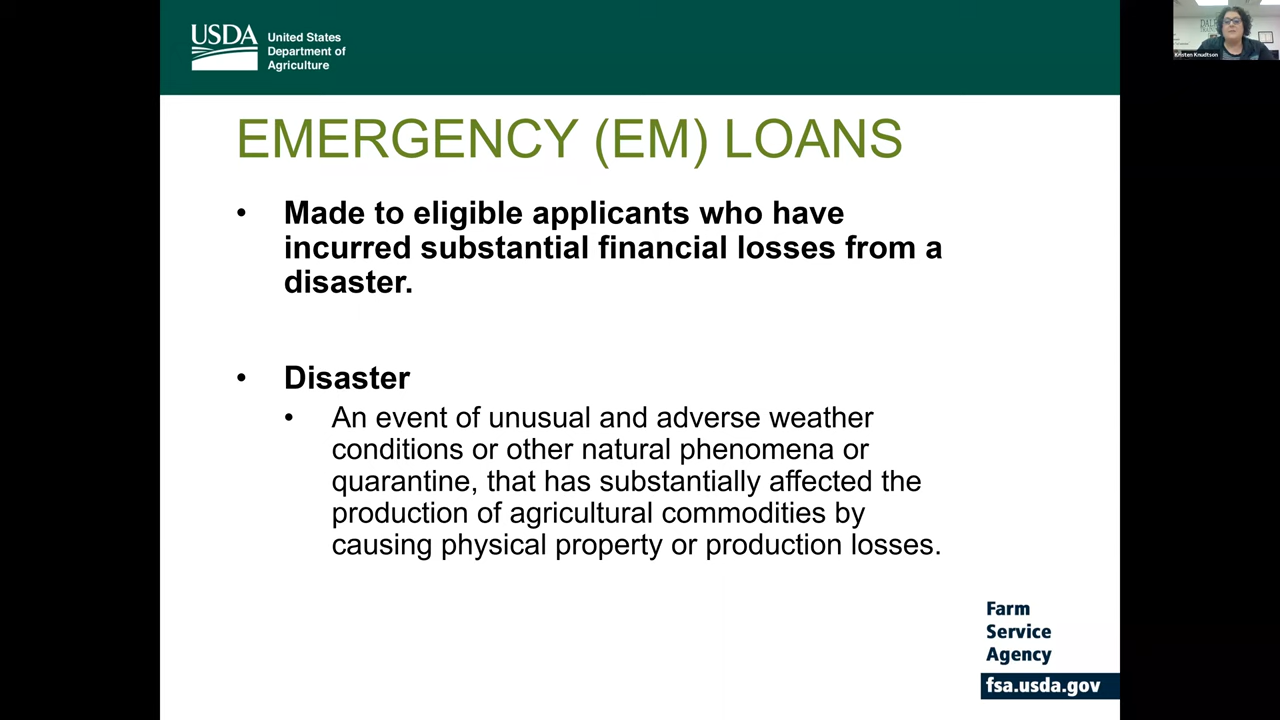 USDA
United States
Department of
Agriculture
Kristen Knudtson
EMERGENCY (EM) LOANS
• Made to eligible applicants who have
incurred substantial financial losses from a
disaster.
• Disaster
• An event of unusual and adverse weather
conditions or other natural phenomena or
quarantine, that has substantially affected the
production of agricultural commodities by
causing physical property or production losses.
Farm
Service
Agency
fsa.usda.gov